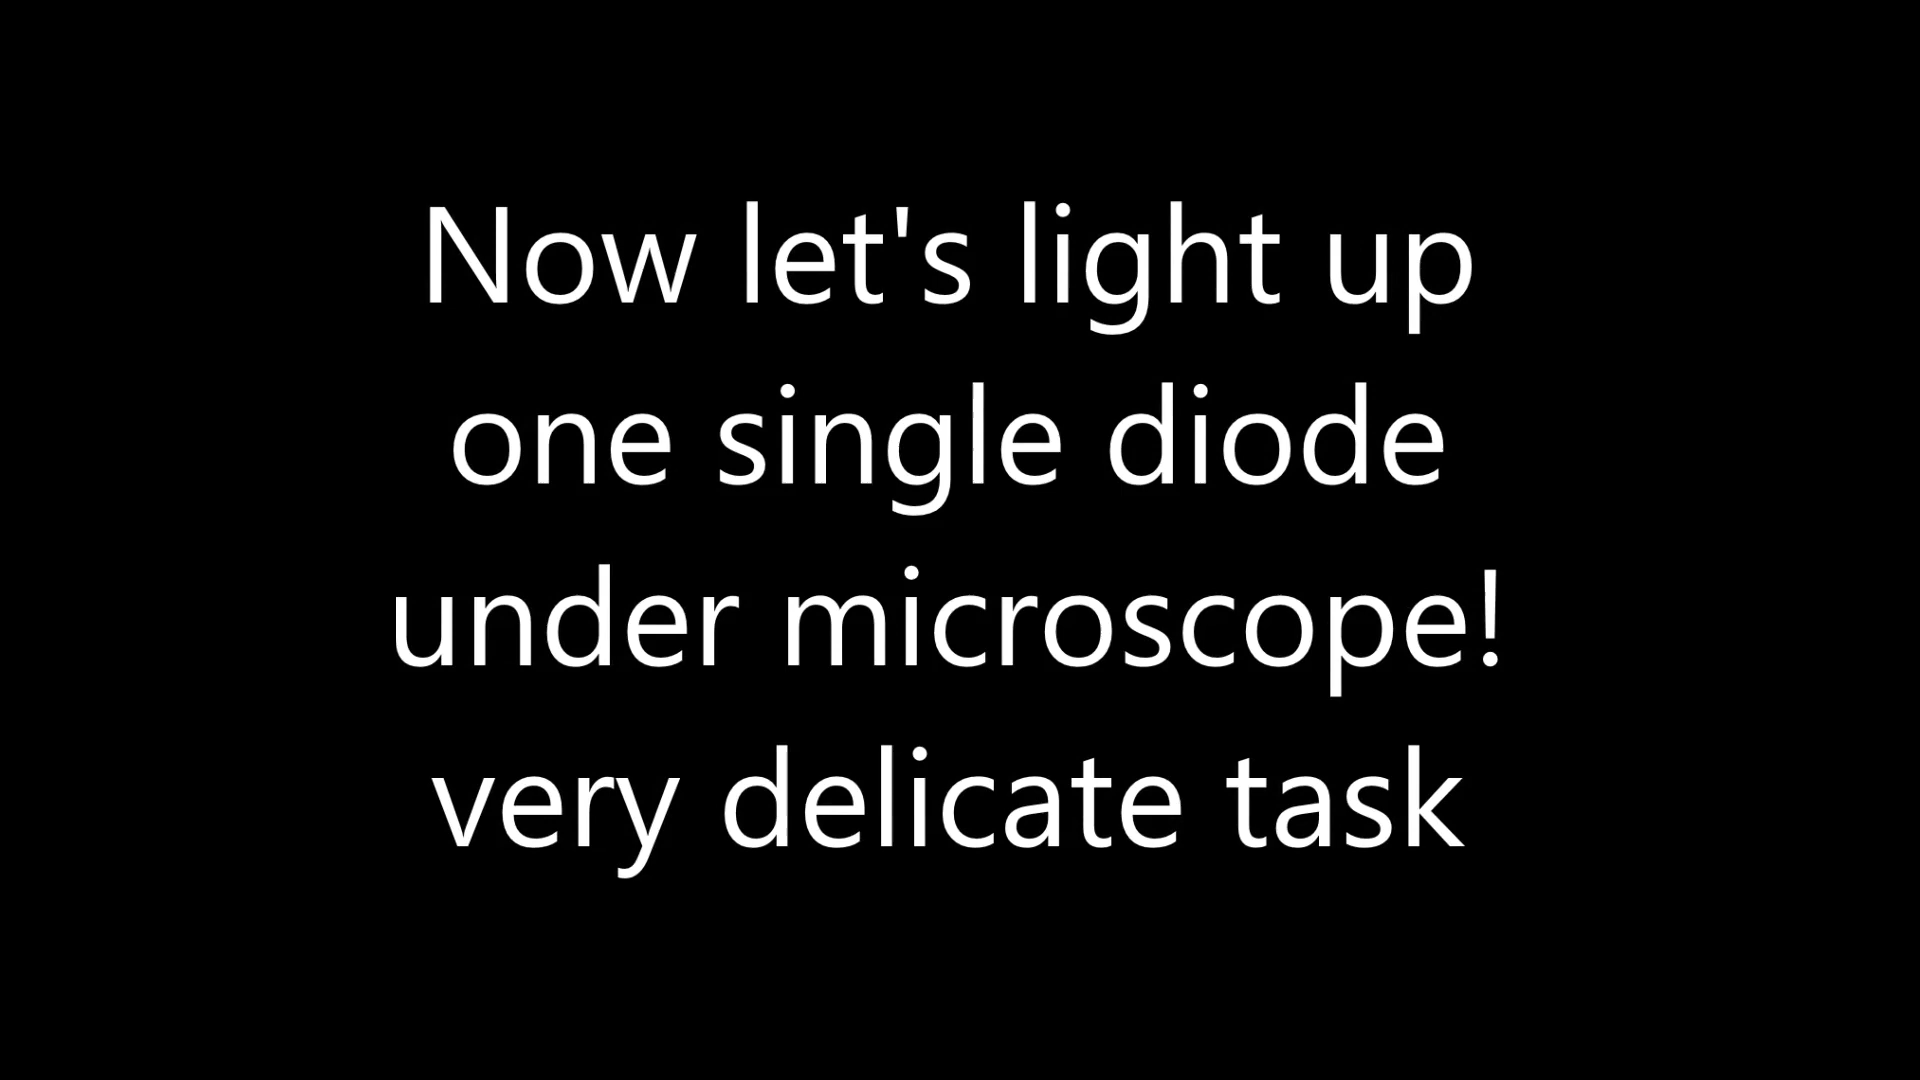 Now let's light up
one single diode
under microscope!
very delicate task